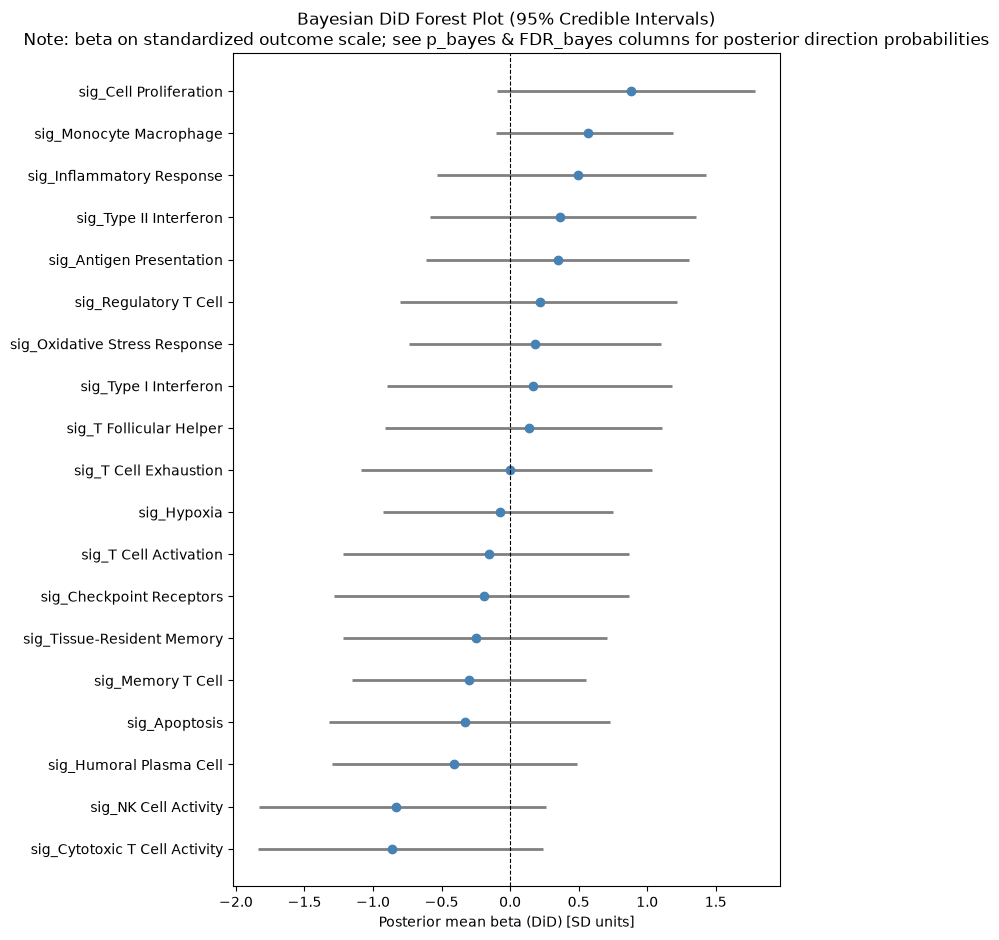 Bayesian DiD Forest Plot (95% Credible Intervals)
Note: beta on standardized outcome scale; see p_bayes & FDR_bayes columns for posterior direction probabilities
sig_Cell Proliferation
sig_Monocyte Macrophage
sig_Inflammatory Response
sig_Type II Interferon
sig_Antigen Presentation
sig_Regulatory T Cell
sig_Oxidative Stress Response
sig_Type I Interferon
sig_T Follicular Helper
sig_T Cell Exhaustion
sig_Hypoxia
sig_T Cell Activation
sig_Checkpoint Receptors
sig_Tissue-Resident Memory
sig_Memory T Cell
sig_Apoptosis
sig_Humoral Plasma Cell
sig_NK Cell Activity
sig_Cytotoxic T Cell Activity
−2.0 −1.5 −1.0 −0.5 0.0 0.5 1.0 1.5
Posterior mean beta (DiD) [SD units]